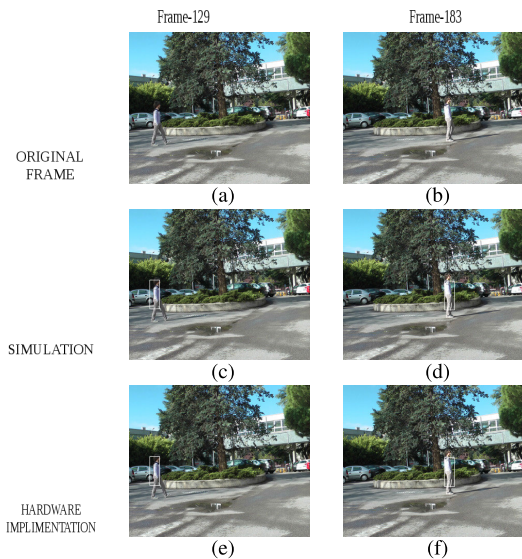 Frame-129
Frame-183
ORIGINAL
FRAME
(a)
(b)
SIMULATION
(c)
(d)
HARDWARE
IMPLIMENTATION
(e)
(f)